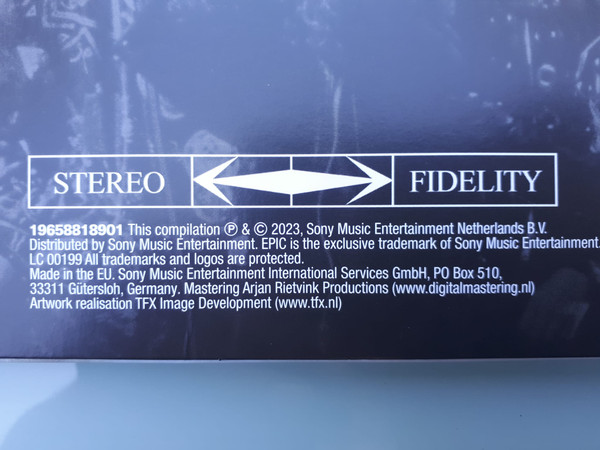 STEREO FIDELITY
19658818901 This compilation ℗ & © 2023, Sony Music Entertainment Netherlands B.V.
Distributed by Sony Music Entertainment. EPIC is the exclusive trademark of Sony Music Entertainment.
LC 00199 All trademarks and logos are protected.
Made in the EU. Sony Music Entertainment International Services GmbH, PO Box 510,
33311 Gütersloh, Germany. Mastering Arjan Rietvink Productions (www.digitalmastering.nl)
Artwork realisation TFX Image Development (www.tfx.nl)